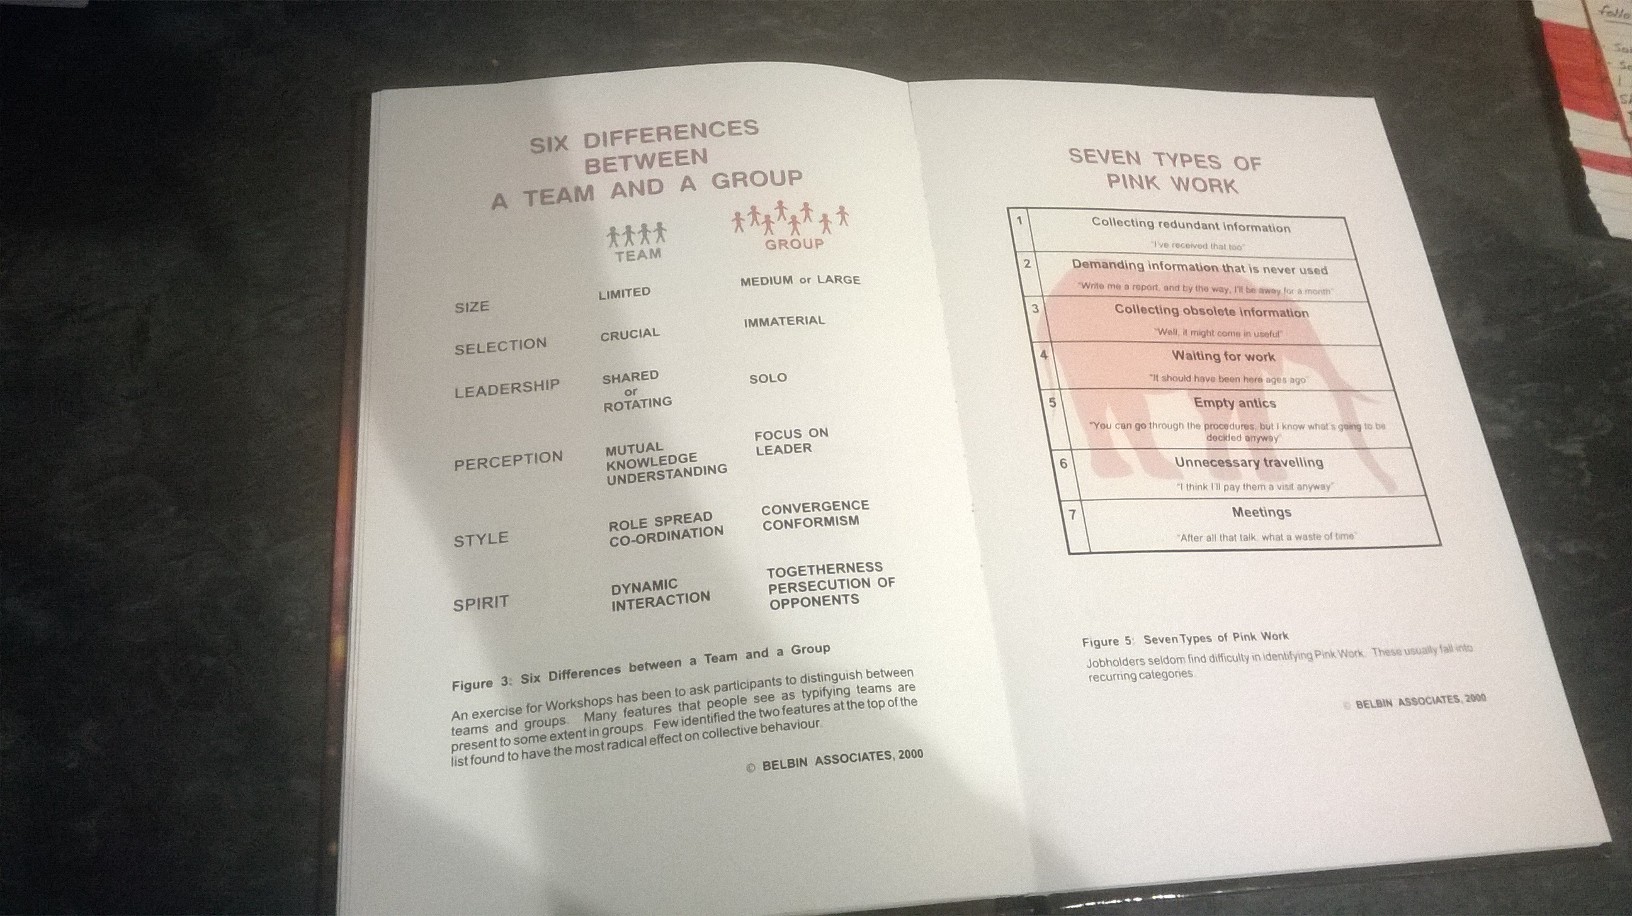 SIX DIFFERENCES
BETWEEN
A TEAM AND A GROUP
TEAM
GROUP
SIZE
LIMITED
MEDIUM or LARGE
SELECTION
CRUCIAL
IMMATERIAL
LEADERSHIP
SHARED
or
ROTATING
SOLO
PERCEPTION
MUTUAL
KNOWLEDGE
UNDERSTANDING
FOCUS ON
LEADER
STYLE
ROLE SPREAD
CO-ORDINATION
CONVERGENCE
CONFORMISM
SPIRIT
DYNAMIC
INTERACTION
TOGETHERNESS
PERSECUTION OF
OPPONENTS
Figure 3: Six Differences between a Team and a Group
An exercise for Workshops has been to ask participants to distinguish between
teams and groups. Many features that people see as typifying teams are
present to some extent in groups. Few identified the two features at the top of the
list found to have the most radical effect on collective behaviour.
© BELBIN ASSOCIATES, 2000
SEVEN TYPES OF
PINK WORK
1
Collecting redundant information
"I've received that too"
2
Demanding information that is never used
"Write me a report, and by the way, I'll be away for a month"
3
Collecting obsolete information
"Well, it might come in useful"
4
Waiting for work
"It should have been here ages ago"
5
Empty antics
"You can go through the procedures, but I know what's going to be
decided anyway"
6
Unnecessary travelling
"I think I'll pay them a visit anyway"
7
Meetings
"After all that talk, what a waste of time"
Figure 5: Seven Types of Pink Work
Jobholders seldom find difficulty in identifying Pink Work. These usually fall into
recurring categories.
© BELBIN ASSOCIATES, 2000